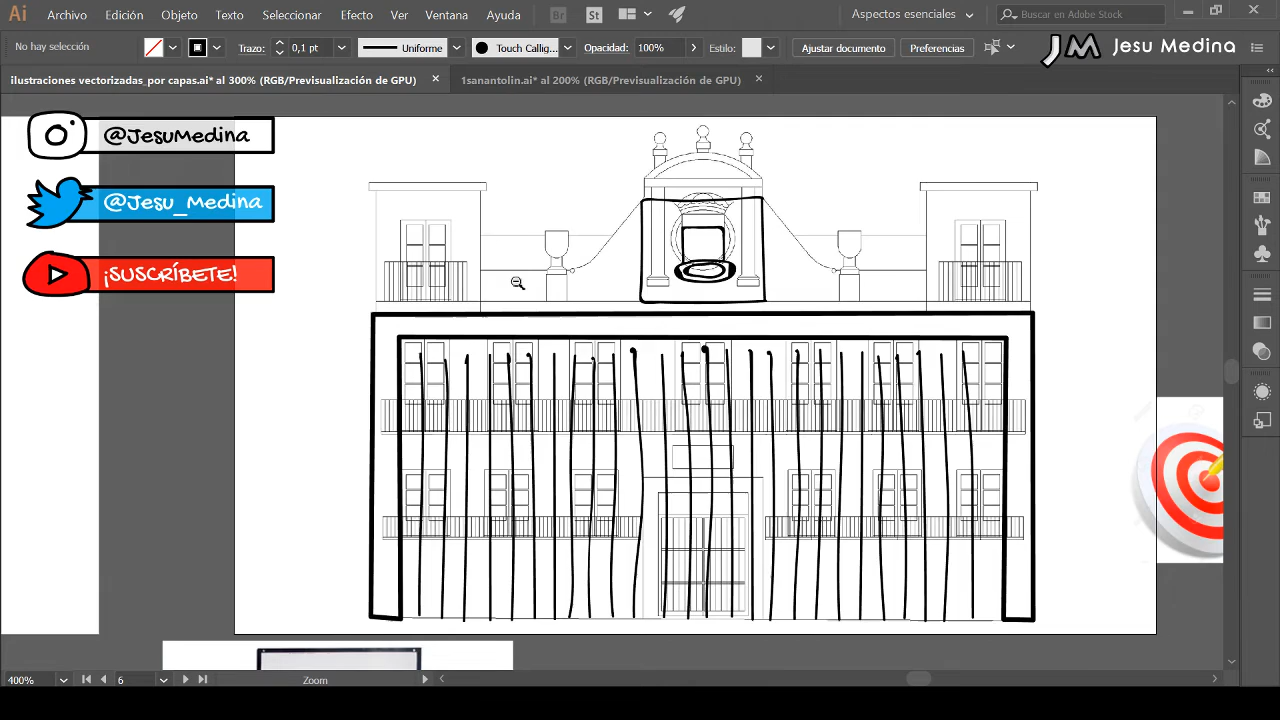 Ai Archivo Edición Objeto Texto Seleccionar Efecto Ver Ventana Ayuda Br St Aspectos esenciales Buscar en Adobe Stock
No hay selección Trazo: 0,1 pt Uniforme Touch Callig... Opacidad: 100% Estilo: Ajustar documento Preferencias JM Jesu Medina
ilustraciones vectorizadas_por capas.ai* al 300% (RGB/Previsualización de GPU) 1sanantolin.ai* al 200% (RGB/Previsualización de GPU)
@JesuMedina
@Jesu_Medina
¡SUSCRÍBETE!
400% 6 Zoom